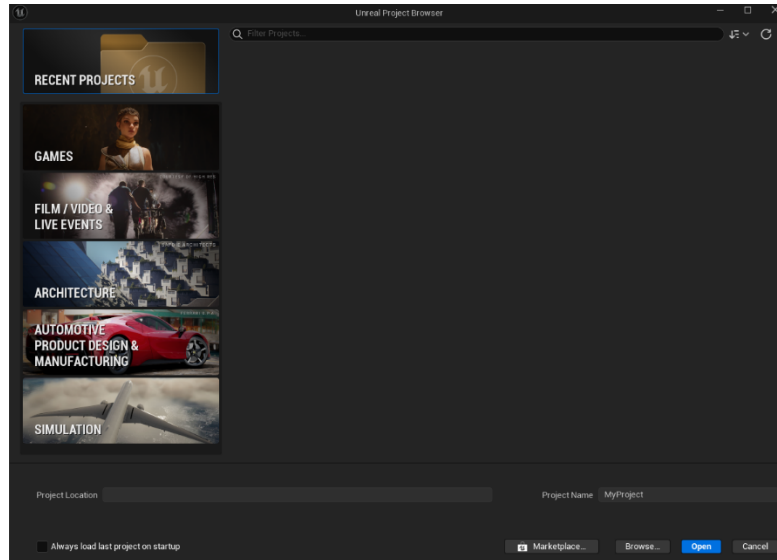 Unreal Project Browser
Filter Projects...
RECENT PROJECTS
GAMES
FILM / VIDEO &
LIVE EVENTS
ARCHITECTURE
AUTOMOTIVE
PRODUCT DESIGN &
MANUFACTURING
SIMULATION
Project Location
Project Name MyProject
Always load last project on startup
Marketplace...
Browse...
Open
Cancel